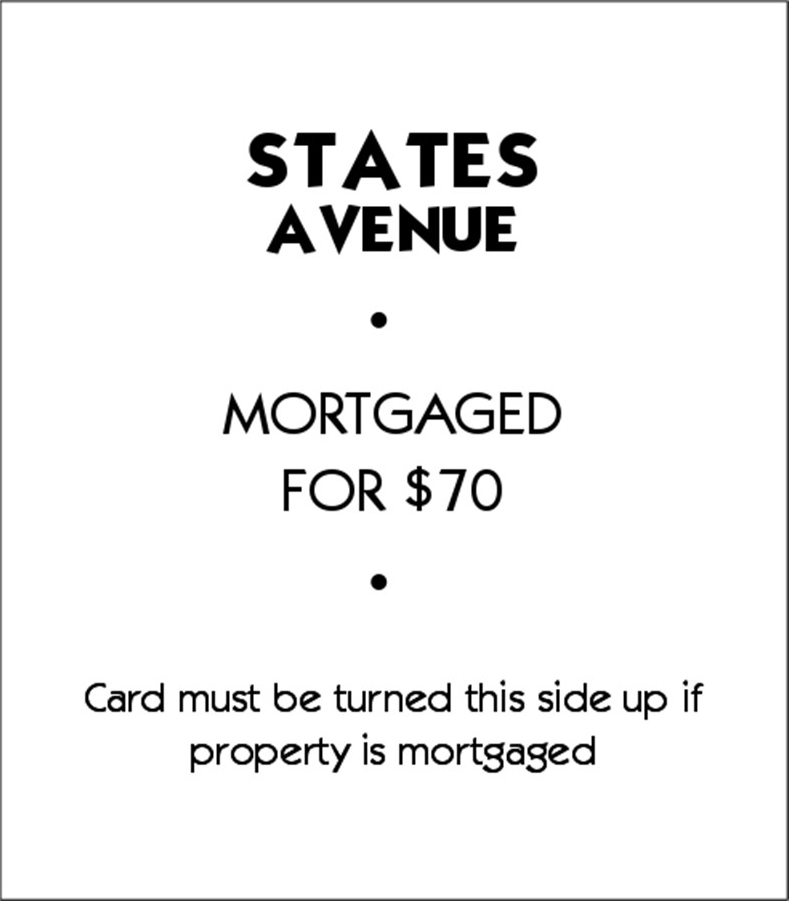 STATES
AVENUE
•
MORTGAGED
FOR $70
•
Card must be turned this side up if
property is mortgaged